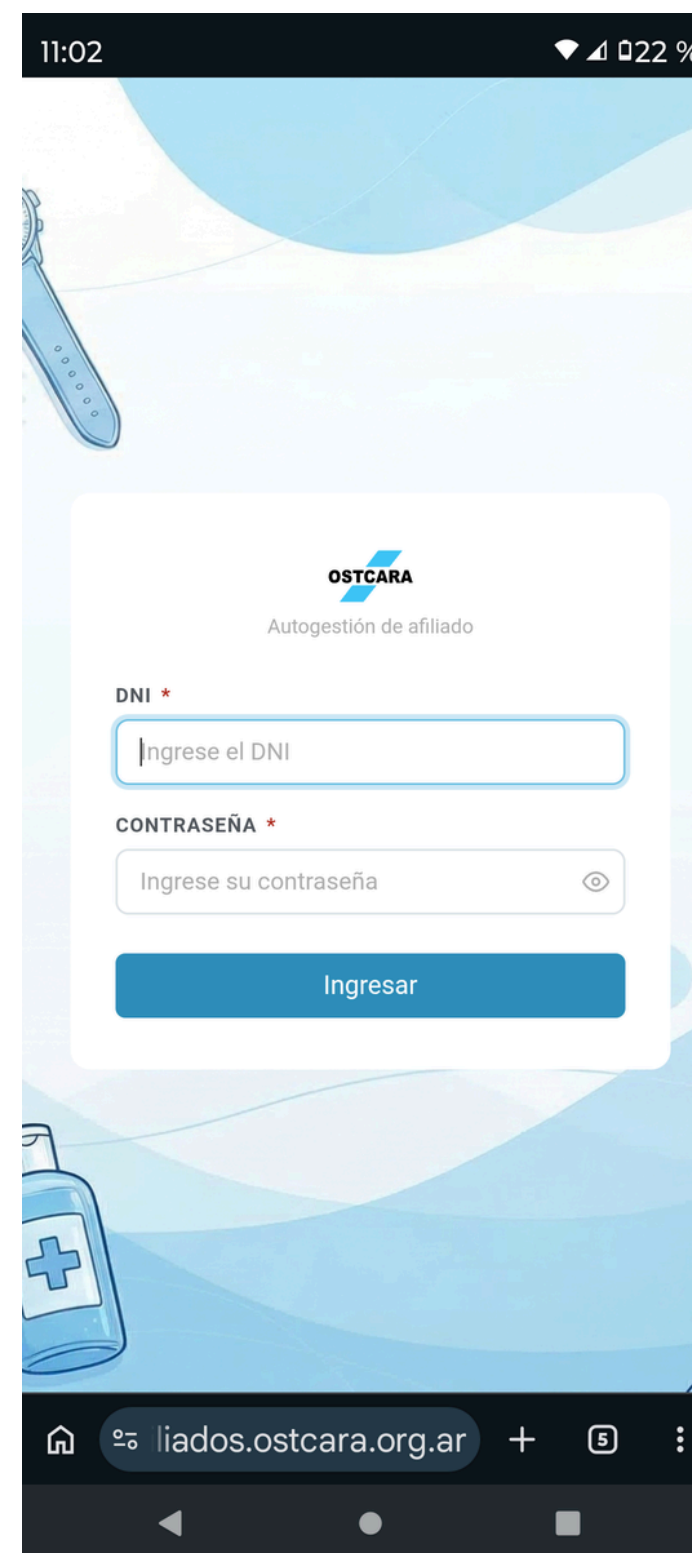 11:02 22 %
OSTCARA
Autogestión de afiliado
DNI *
Ingrese el DNI
CONTRASEÑA *
Ingrese su contraseña
Ingresar
liados.ostcara.org.ar 5